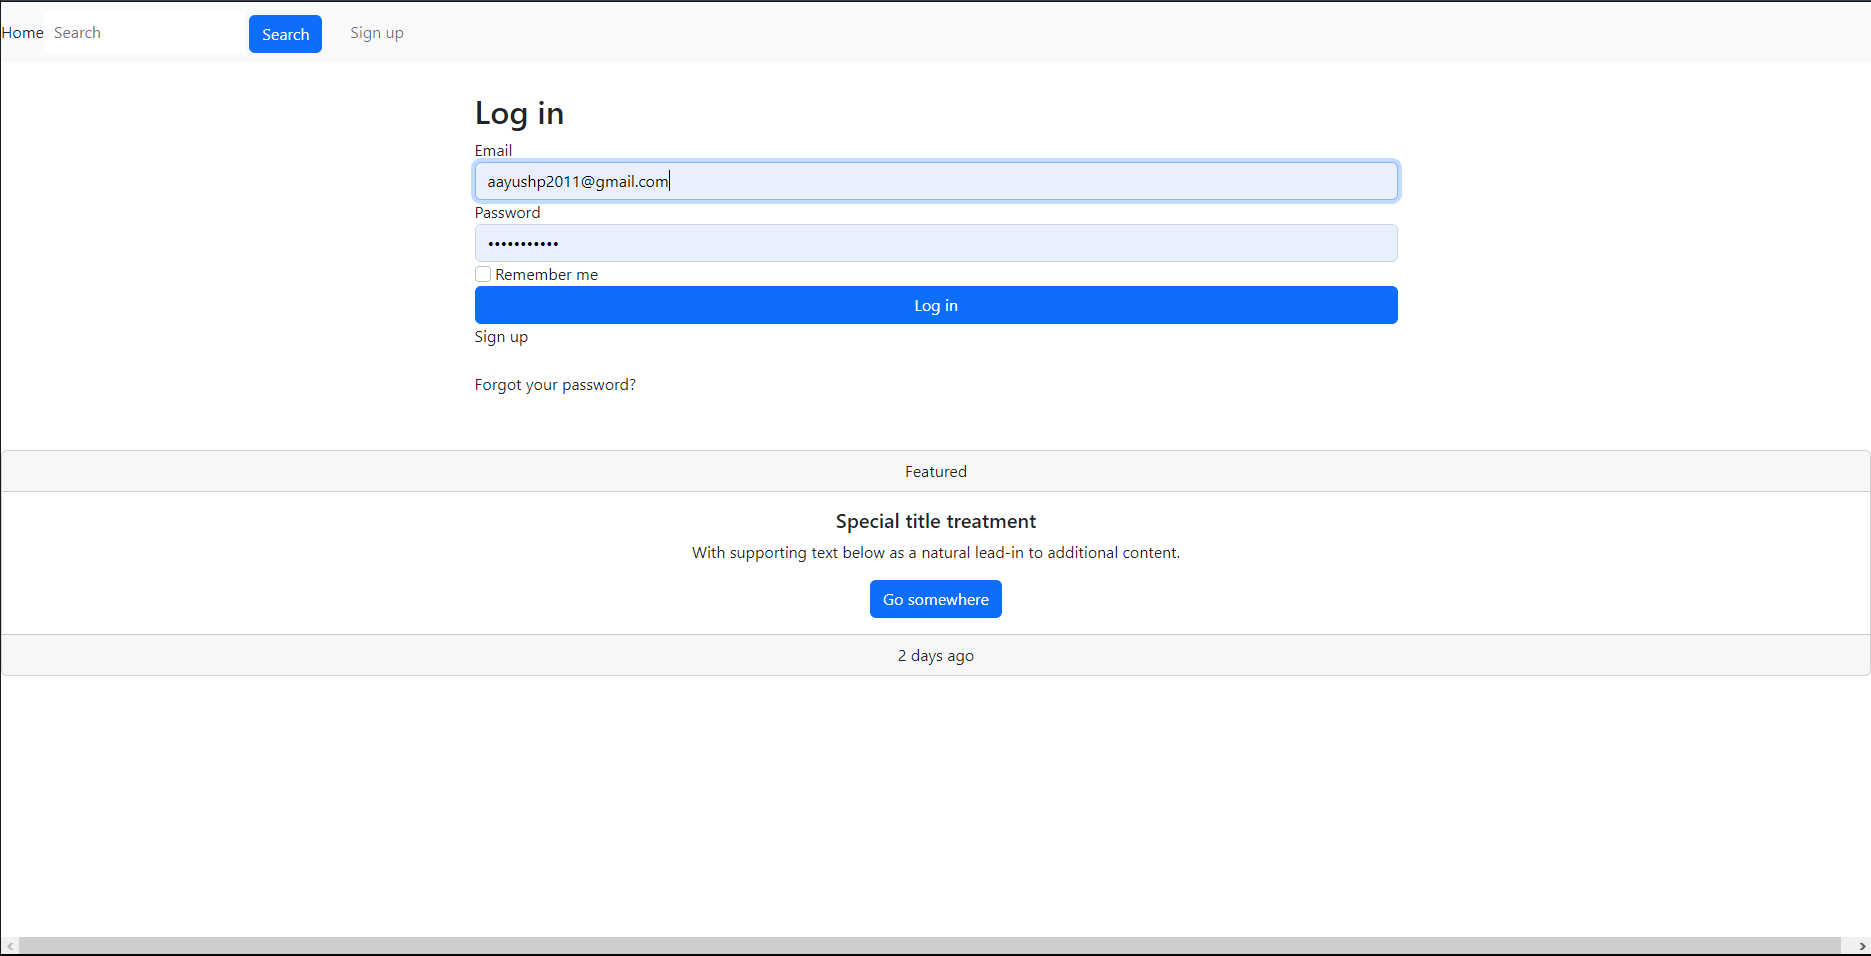 Home Search Search Sign up
Log in
Email
aayushp2011@gmail.com
Password
•••••••••••
Remember me
Log in
Sign up
Forgot your password?
Featured
Special title treatment
With supporting text below as a natural lead-in to additional content.
Go somewhere
2 days ago